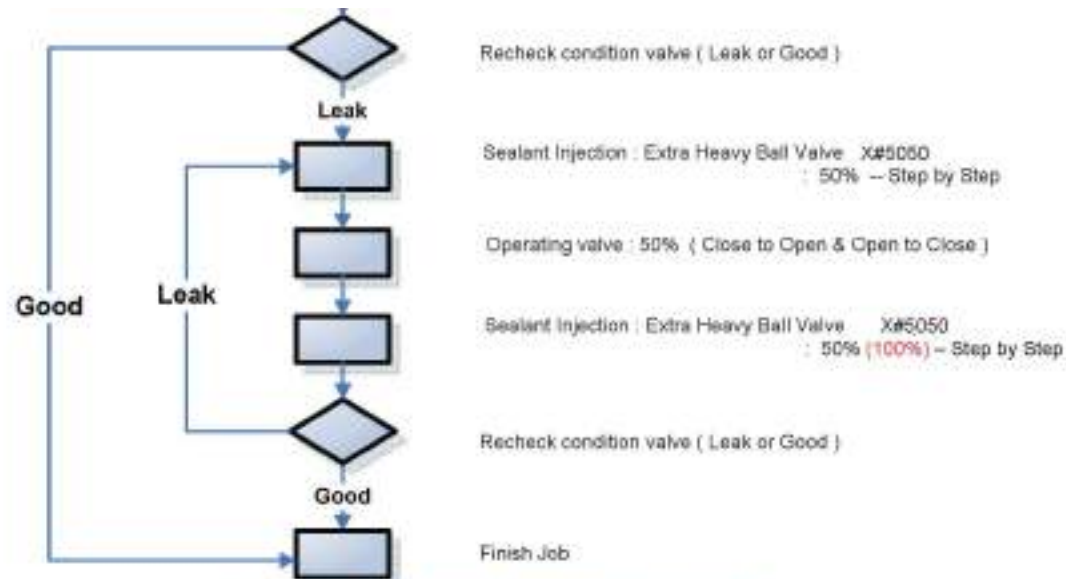 Recheck condition valve ( Leak or Good )
Leak
Sealant Injection : Extra Heavy Ball Valve X#5050
: 50% -- Step by Step
Operating valve : 50% ( Close to Open & Open to Close )
Good
Leak
Sealant Injection : Extra Heavy Ball Valve X#5050
: 50% (100%) – Step by Step
Recheck condition valve ( Leak or Good )
Good
Finish Job